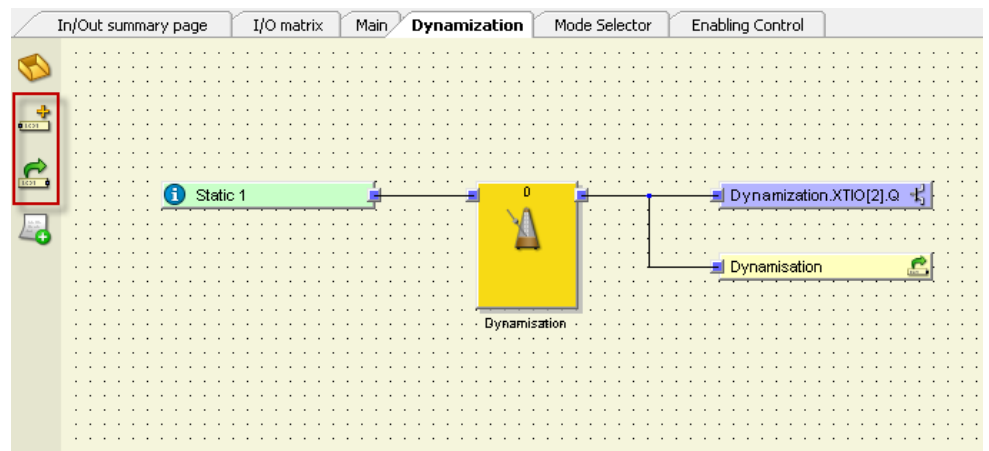 In/Out summary page I/O matrix Main Dynamization Mode Selector Enabling Control
Static 1
0
Dynamization.XTIO[2].Q
Dynamisation
Dynamisation